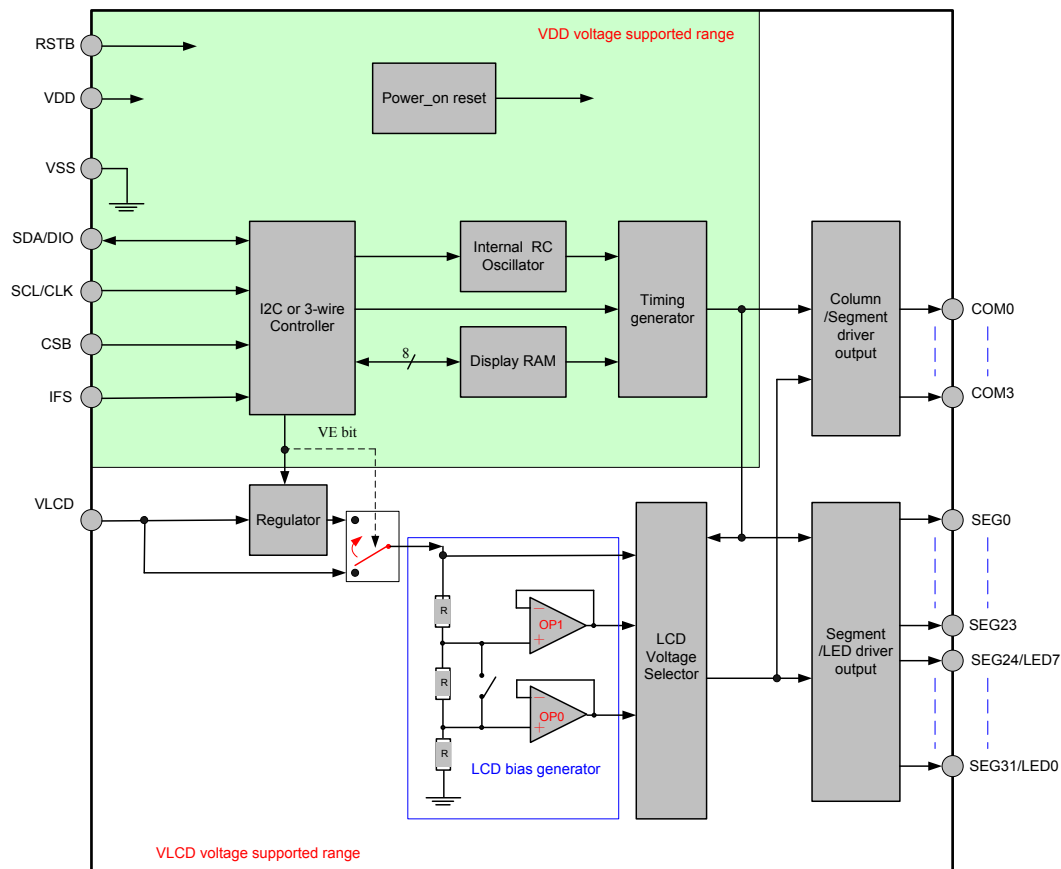 VDD voltage supported range
RSTB
VDD
Power_on reset
VSS
SDA/DIO
SCL/CLK
CSB
IFS
I2C or 3-wire
Controller
Internal RC
Oscillator
8
Display RAM
Timing
generator
Column
/Segment
driver
output
COM0
COM3
VE bit
VLCD
Regulator
R
R
R
OP1
OP0
LCD bias generator
LCD
Voltage
Selector
Segment
/LED driver
output
SEG0
SEG23
SEG24/LED7
SEG31/LED0
VLCD voltage supported range